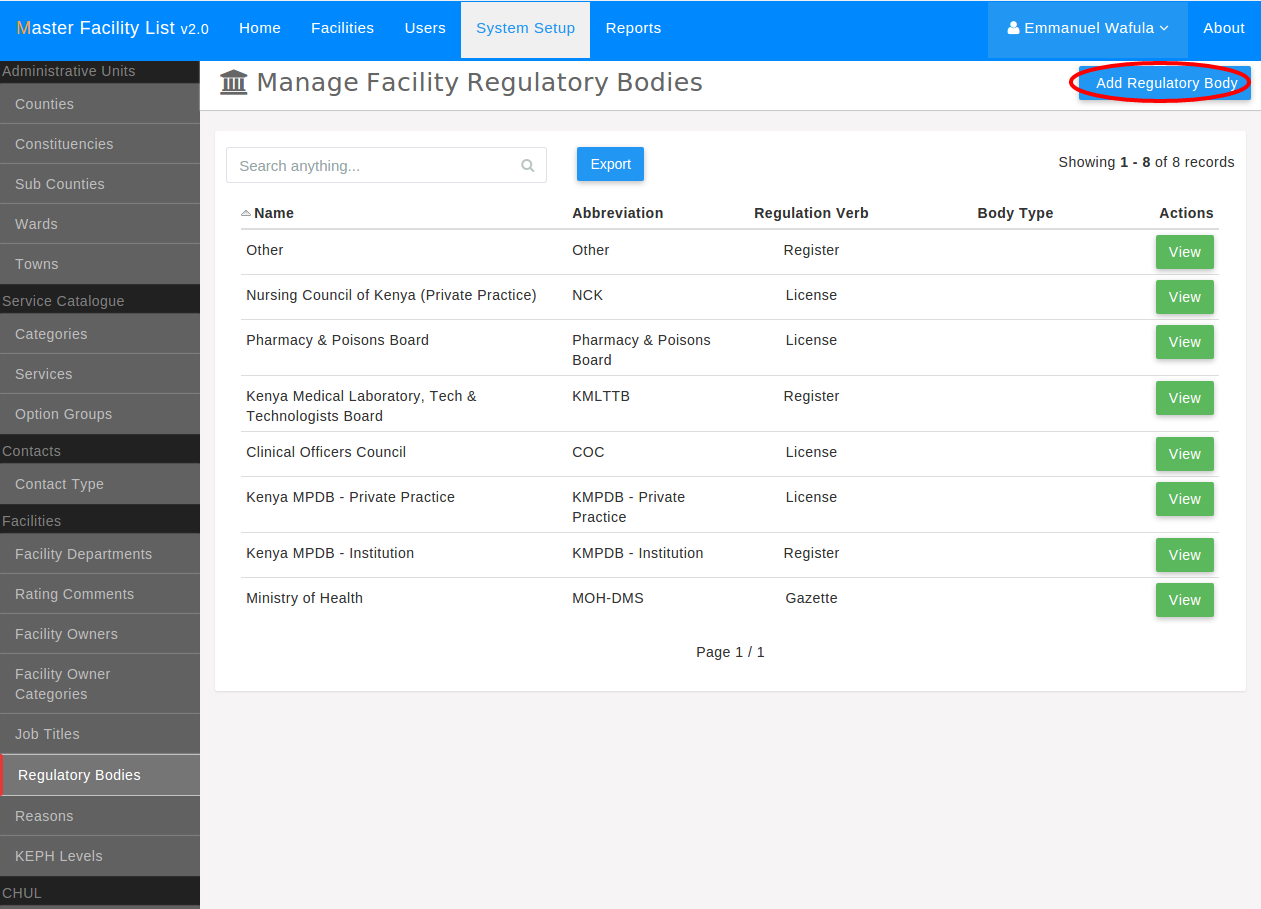 Master Facility List v2.0 Home Facilities Users System Setup Reports Emmanuel Wafula About
Administrative Units
Counties
Constituencies
Sub Counties
Wards
Towns
Service Catalogue
Categories
Services
Option Groups
Contacts
Contact Type
Facilities
Facility Departments
Rating Comments
Facility Owners
Facility Owner
Categories
Job Titles
Regulatory Bodies
Reasons
KEPH Levels
CHUL
Manage Facility Regulatory Bodies
Add Regulatory Body
Search anything...
Export
Showing 1 - 8 of 8 records
Name Abbreviation Regulation Verb Body Type Actions
Other Other Register View
Nursing Council of Kenya (Private Practice) NCK License View
Pharmacy & Poisons Board Pharmacy & Poisons License View
Board
Kenya Medical Laboratory, Tech & KMLTTB Register View
Technologists Board
Clinical Officers Council COC License View
Kenya MPDB - Private Practice KMPDB - Private License View
Practice
Kenya MPDB - Institution KMPDB - Institution Register View
Ministry of Health MOH-DMS Gazette View
Page 1 / 1